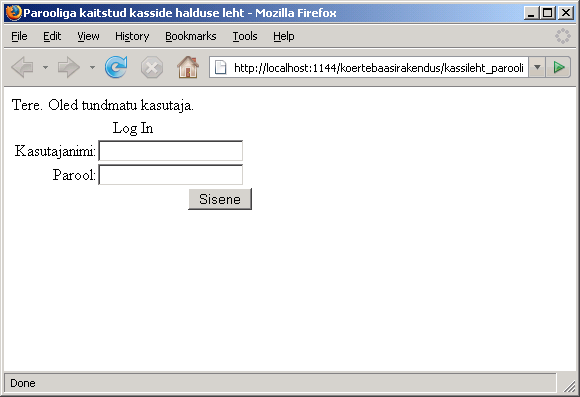 Parooliga kaitstud kasside halduse leht - Mozilla Firefox
File Edit View History Bookmarks Tools Help
http://localhost:1144/koertebaasirakendus/kassileht_parooli
Tere. Oled tundmatu kasutaja.
Log In
Kasutajanimi:
Parool:
Sisene
Done